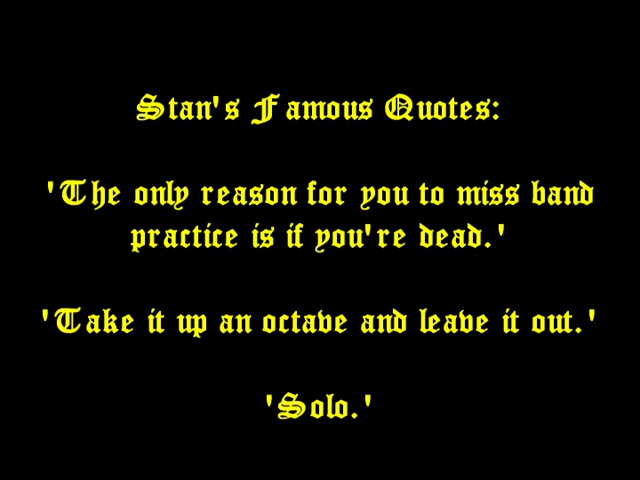 Stan's Famous Quotes:
'The only reason for you to miss band
practice is if you're dead.'
'Take it up an octave and leave it out.'
'Solo.'